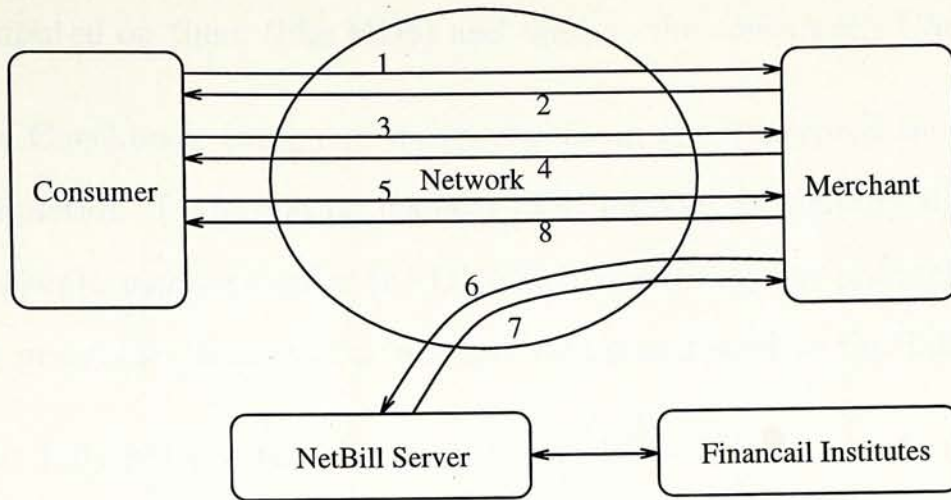 1
2
3
4
Consumer
Network
Merchant
5
8
6
7
NetBill Server
Financail Institutes